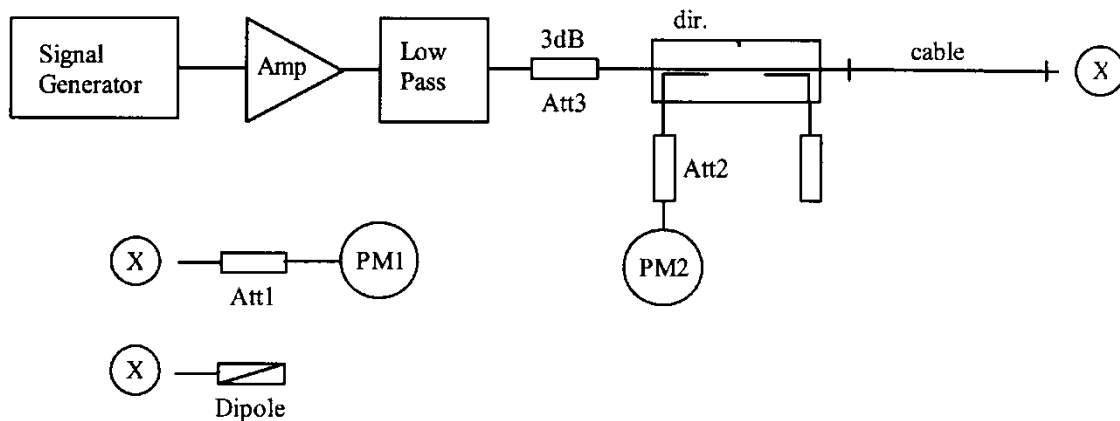 Signal
Generator
Amp
Low
Pass
3dB
Att3
dir.
cable
X
Att2
PM2
X
Att1
PM1
X
Dipole